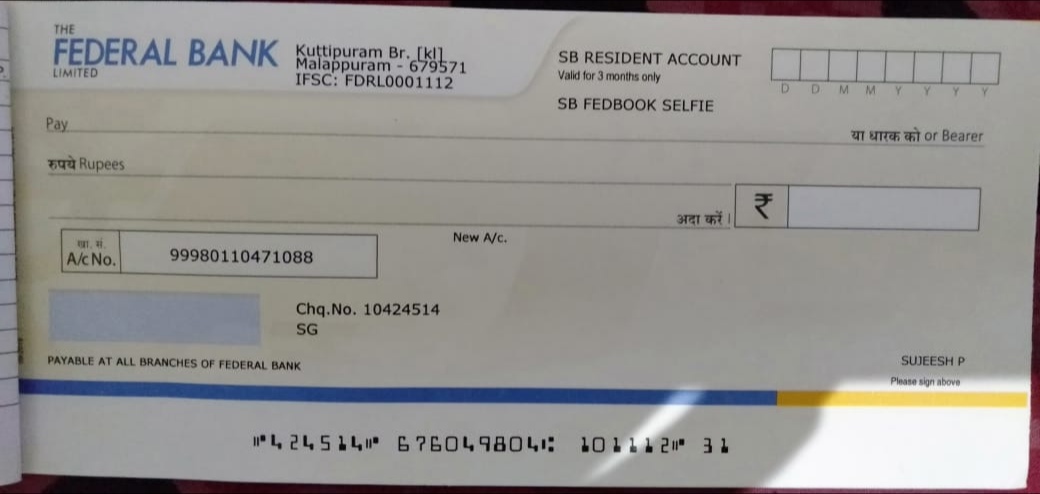 THE
FEDERAL BANK
LIMITED
Kuttipuram Br. [kl]
Malappuram - 679571
IFSC: FDRL0001112
SB RESIDENT ACCOUNT
Valid for 3 months only
SB FEDBOOK SELFIE
D D M M Y Y Y Y
Pay
या धारक को or Bearer
रुपये Rupees
अदा करें।
₹
खा. सं.
A/c No.
99980110471088
New A/c.
Chq.No. 10424514
SG
PAYABLE AT ALL BRANCHES OF FEDERAL BANK
SUJEESH P
Please sign above
⑈424514⑈ 676049804⑆ 101112⑈ 31